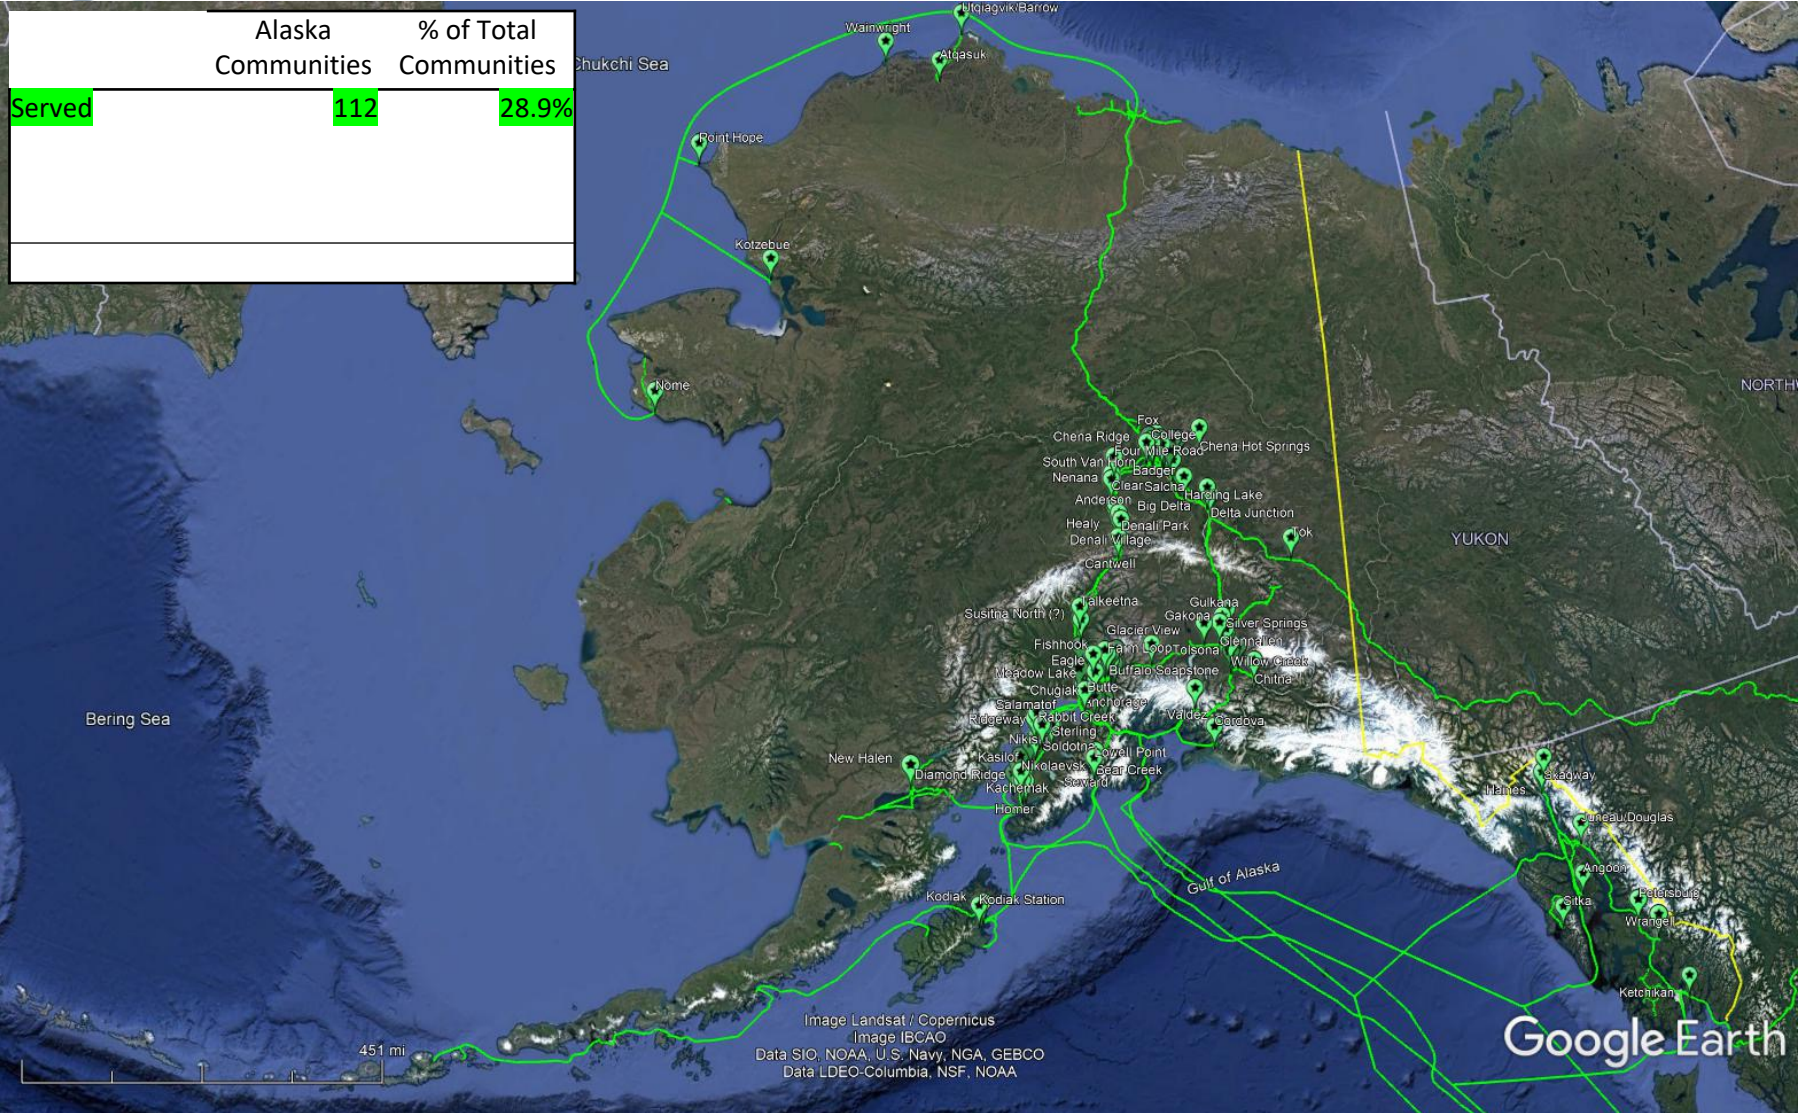 Alaska Communities
% of Total Communities
Served 112 28.9%
Utqiagvik/Barrow
Wainwright
Atqasuk
Chukchi Sea
Point Hope
Kotzebue
Nome
Fox
Chena Ridge
College
Chena Hot Springs
Four Mile Road
South Van Horn
Badger
Nenana
Clear
Salcha
Harding Lake
Anderson
Big Delta
Delta Junction
Healy
Denali Park
Tok
Denali Village
Cantwell
YUKON
NORTHW
Talkeetna
Susitna North (?)
Gulkana
Gakona
Silver Springs
Glacier View
Glennallen
Fishhook
Farm Loop
Tolsona
Eagle
Willow Creek
Meadow Lake
Buffalo Soapstone
Chitna
Chugiak
Butte
Anchorage
Salamatof
Ridgeway
Rabbit Creek
Valdez
Cordova
Sterling
Nikis
Soldotna
Lowell Point
Kasilof
Nikolaevsk
Bear Creek
New Halen
Diamond Ridge
Seward
Kachemak
Homer
Bering Sea
Skagway
Haines
Juneau/Douglas
Gulf of Alaska
Angoon
Kodiak
Kodiak Station
Sitka
Petersburg
Wrangell
Ketchikan
451 mi
Image Landsat / Copernicus
Image IBCAO
Data SIO, NOAA, U.S. Navy, NGA, GEBCO
Data LDEO-Columbia, NSF, NOAA
Google Earth